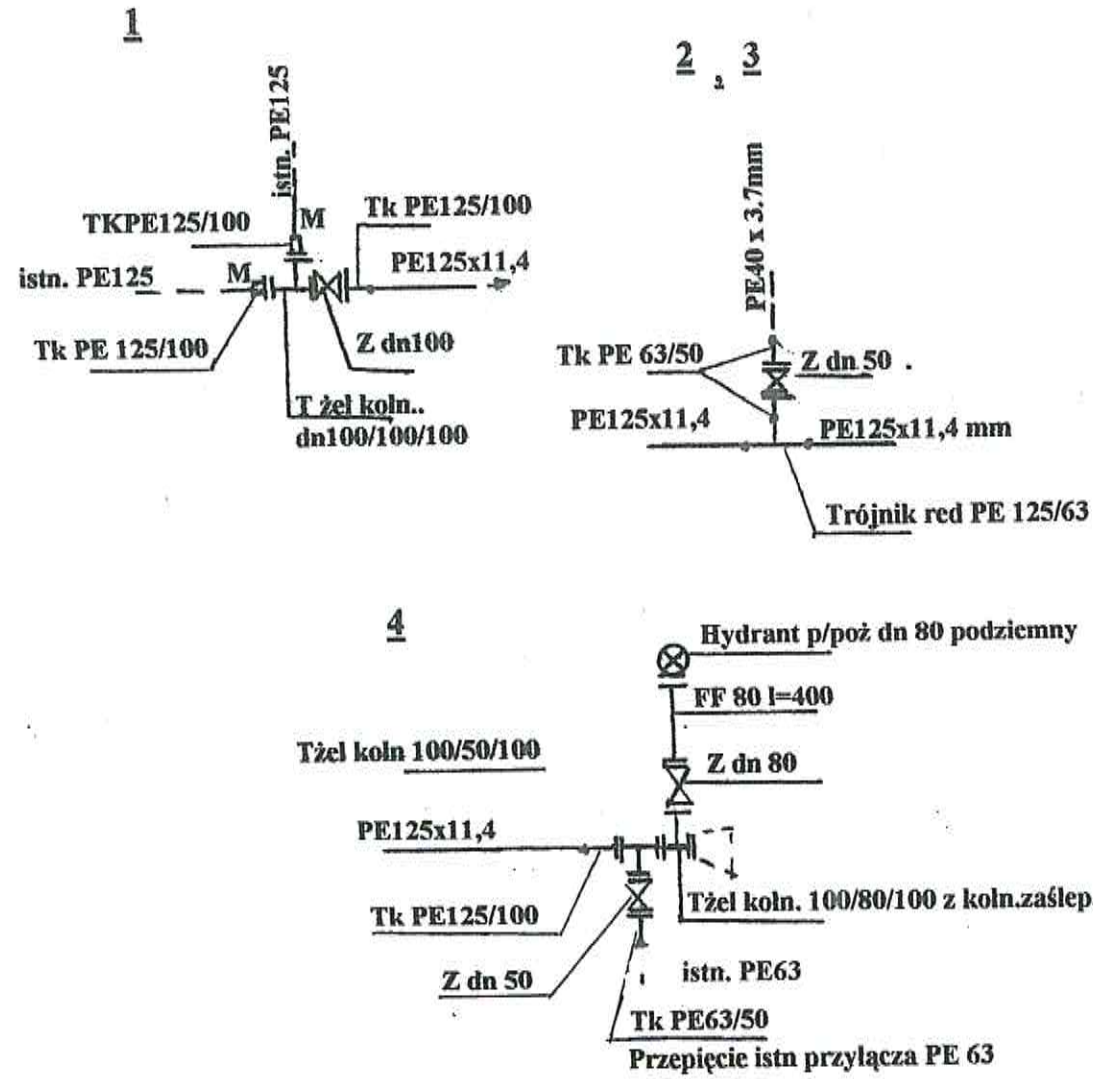 1
istn. PE125
TKPE125/100
M
Tk PE125/100
istn. PE125
M
PE125x11,4
Tk PE 125/100
Z dn100
T żel koln..
dn100/100/100
2 , 3
PE40 x 3.7mm
Tk PE 63/50
Z dn 50 .
PE125x11,4
PE125x11,4 mm
Trójnik red PE 125/63
4
Hydrant p/poż dn 80 podziemny
FF 80 l=400
Tżel koln 100/50/100
Z dn 80
PE125x11,4
Tżel koln. 100/80/100 z koln.zaślep
Tk PE125/100
Z dn 50
istn. PE63
Tk PE63/50
Przepięcie istn przyłącza PE 63